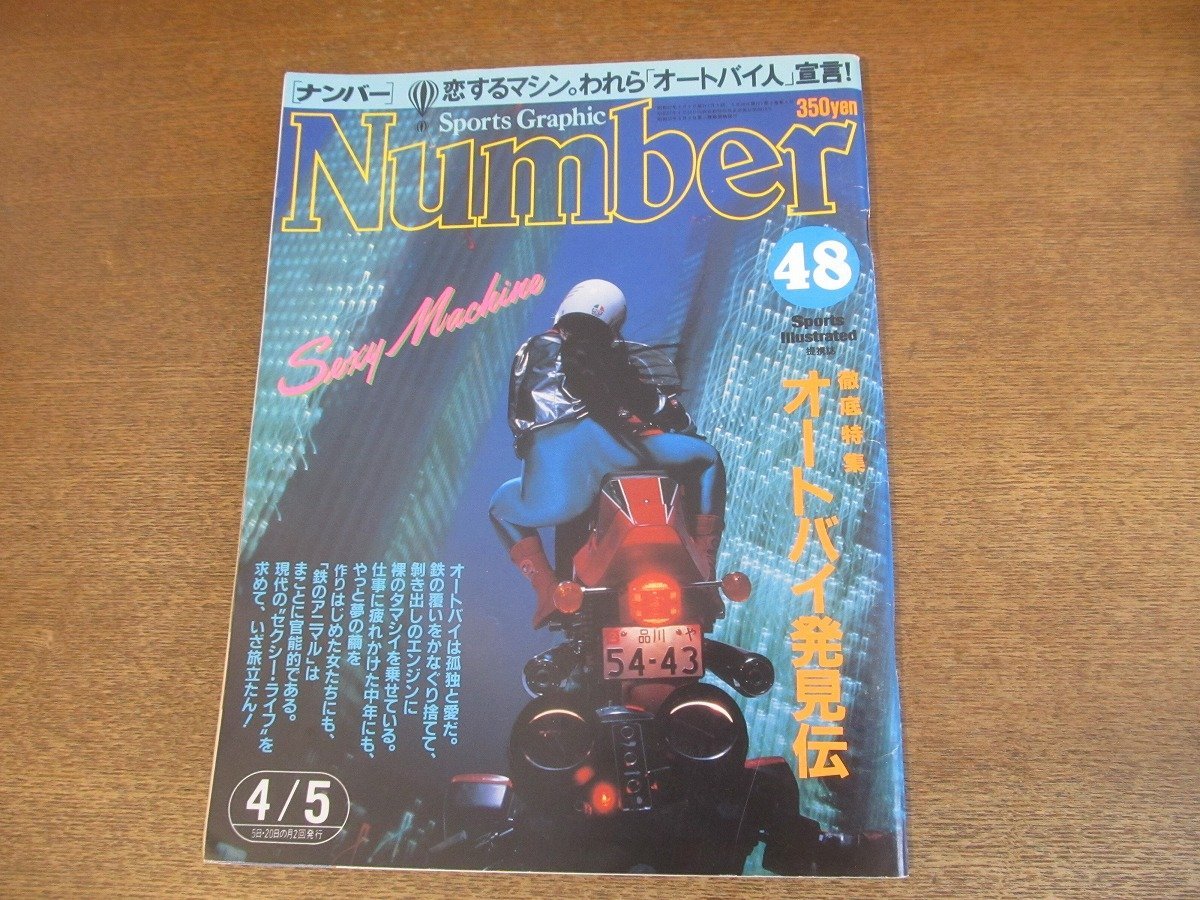 [ナンバー]
恋するマシン。われら「オートバイ人」宣言!
350yen
Sports Graphic
Number
48
Sports
Illustrated
提携誌
Sexy Machine
徹底特集
オートバイ発見伝
オートバイは孤独と愛だ。
鉄の覆いをかなぐり捨てて、
剝き出しのエンジンに
裸のタマシイを乗せている。
仕事に疲れかけた中年にも、
やっと夢の繭を
作りはじめた女たちにも、
「鉄のアニマル」は
まことに官能的である。
現代の"セクシー・ライフ"を
求めて、いざ旅立たん!
品川
や
54-43
4/5
5日・20日の月2回発行